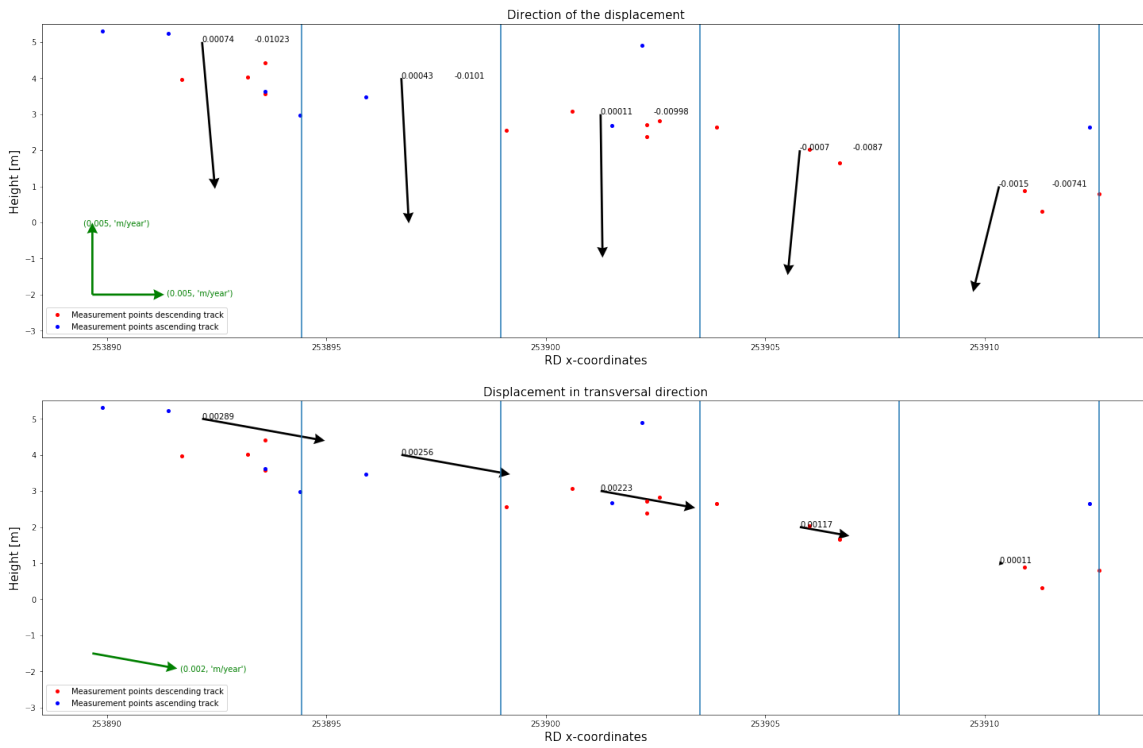 Direction of the displacement
Height [m]
5
4
3
2
1
0
−1
−2
−3
0.00074 -0.01023
0.00043 -0.0101
0.00011 -0.00998
-0.0007 -0.0087
-0.0015 -0.00741
(0.005, 'm/year')
(0.005, 'm/year')
Measurement points descending track
Measurement points ascending track
253890 253895 253900 253905 253910
RD x-coordinates
Displacement in transversal direction
Height [m]
5
4
3
2
1
0
−1
−2
−3
0.00289
0.00256
0.00223
0.00117
0.00011
(0.002, 'm/year')
Measurement points descending track
Measurement points ascending track
253890 253895 253900 253905 253910
RD x-coordinates